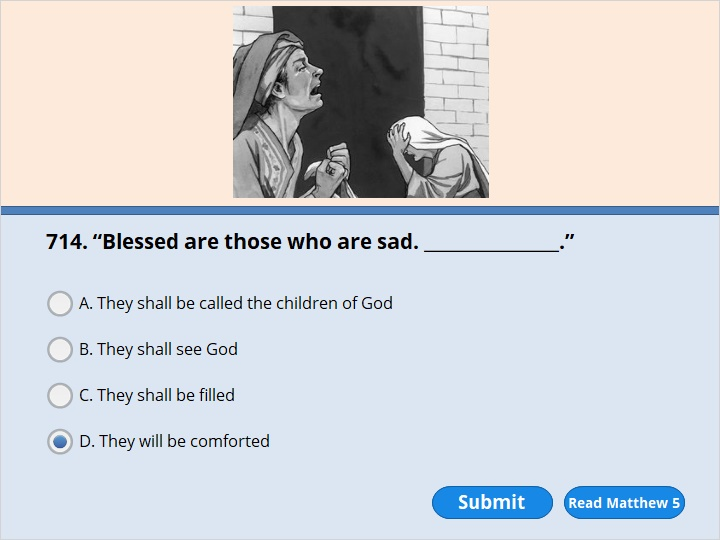 714. “Blessed are those who are sad. _______________.”
A. They shall be called the children of God
B. They shall see God
C. They shall be filled
D. They will be comforted
Submit
Read Matthew 5